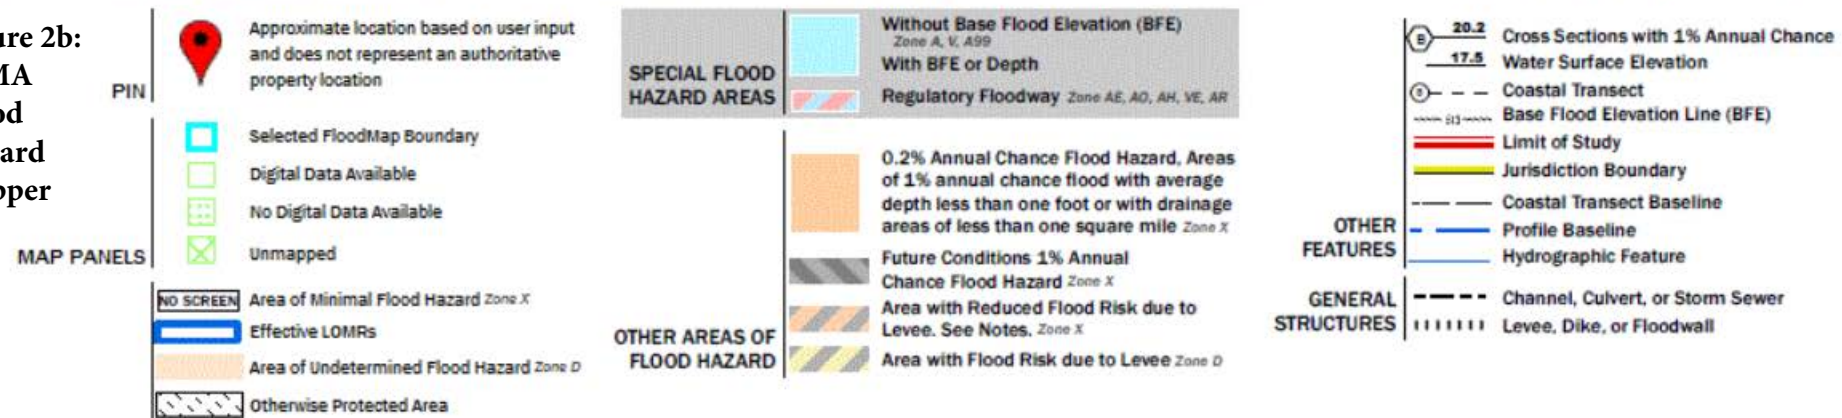 ure 2b:
MA
od
ard
pper
PIN
Approximate location based on user input
and does not represent an authoritative
property location
MAP PANELS
Selected FloodMap Boundary
Digital Data Available
No Digital Data Available
Unmapped
NO SCREEN Area of Minimal Flood Hazard Zone X
Effective LOMRs
Area of Undetermined Flood Hazard Zone D
Otherwise Protected Area
SPECIAL FLOOD
HAZARD AREAS
Without Base Flood Elevation (BFE)
Zone A, V, A99
With BFE or Depth
Regulatory Floodway Zone AE, AO, AH, VE, AR
OTHER AREAS OF
FLOOD HAZARD
0.2% Annual Chance Flood Hazard, Areas
of 1% annual chance flood with average
depth less than one foot or with drainage
areas of less than one square mile Zone X
Future Conditions 1% Annual
Chance Flood Hazard Zone X
Area with Reduced Flood Risk due to
Levee. See Notes. Zone X
Area with Flood Risk due to Levee Zone D
OTHER
FEATURES
B 20.2 Cross Sections with 1% Annual Chance
17.5 Water Surface Elevation
Coastal Transect
Base Flood Elevation Line (BFE)
Limit of Study
Jurisdiction Boundary
Coastal Transect Baseline
Profile Baseline
Hydrographic Feature
GENERAL
STRUCTURES
Channel, Culvert, or Storm Sewer
Levee, Dike, or Floodwall